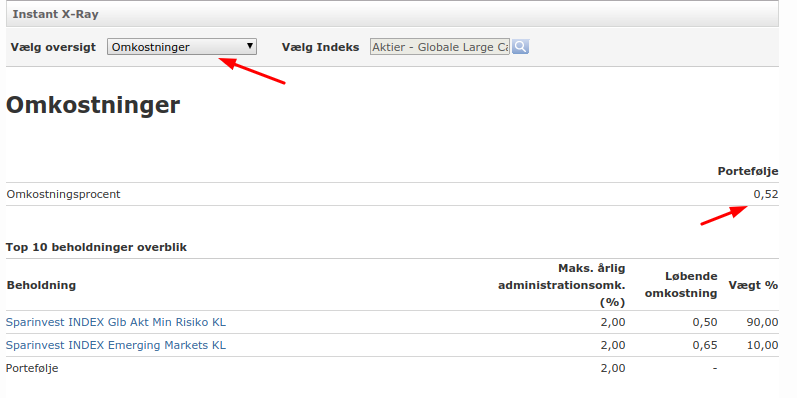 Instant X-Ray
Vælg oversigt Omkostninger Vælg Indeks Aktier - Globale Large Ca
Omkostninger
Portefølje
Omkostningsprocent 0,52
Top 10 beholdninger overblik
Beholdning Maks. årlig administrationsomk. (%) Løbende omkostning Vægt %
Sparinvest INDEX Glb Akt Min Risiko KL 2,00 0,50 90,00
Sparinvest INDEX Emerging Markets KL 2,00 0,65 10,00
Portefølje 2,00 -